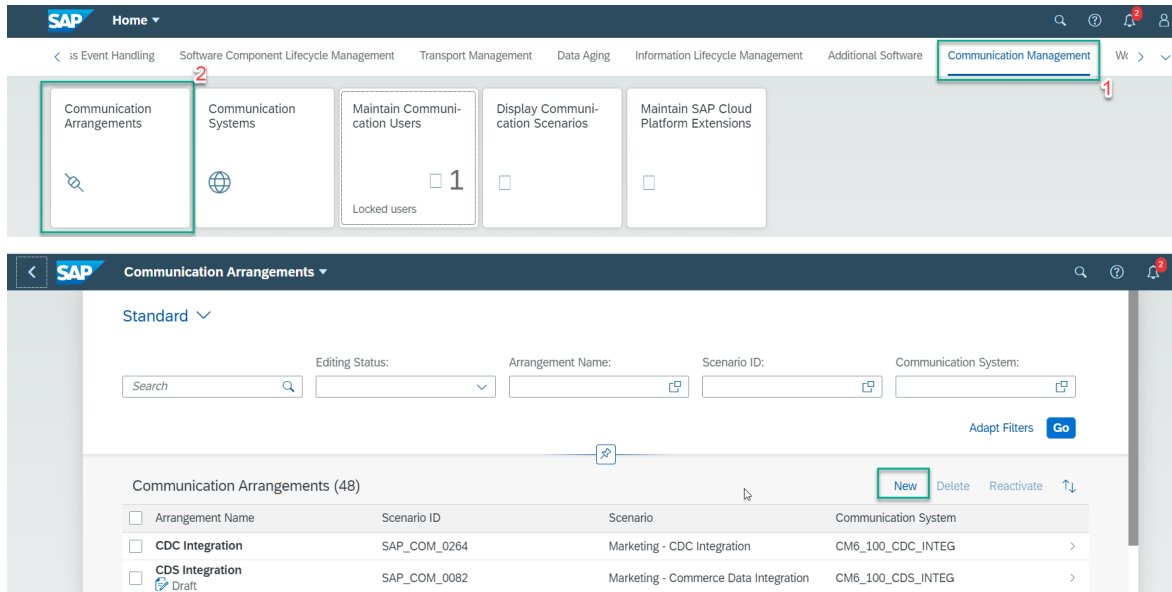 SAP Home
2
ss Event Handling Software Component Lifecycle Management Transport Management Data Aging Information Lifecycle Management Additional Software Communication Management
2
1
Communication
Arrangements
Communication
Systems
Maintain Communi-
cation Users
1
Locked users
Display Communi-
cation Scenarios
Maintain SAP Cloud
Platform Extensions
SAP Communication Arrangements
2
Standard
Search
Editing Status:
Arrangement Name:
Scenario ID:
Communication System:
Adapt Filters Go
Communication Arrangements (48)
New Delete Reactivate
Arrangement Name Scenario ID Scenario Communication System
CDC Integration SAP_COM_0264 Marketing - CDC Integration CM6_100_CDC_INTEG
CDS Integration
Draft
SAP_COM_0082 Marketing - Commerce Data Integration CM6_100_CDS_INTEG